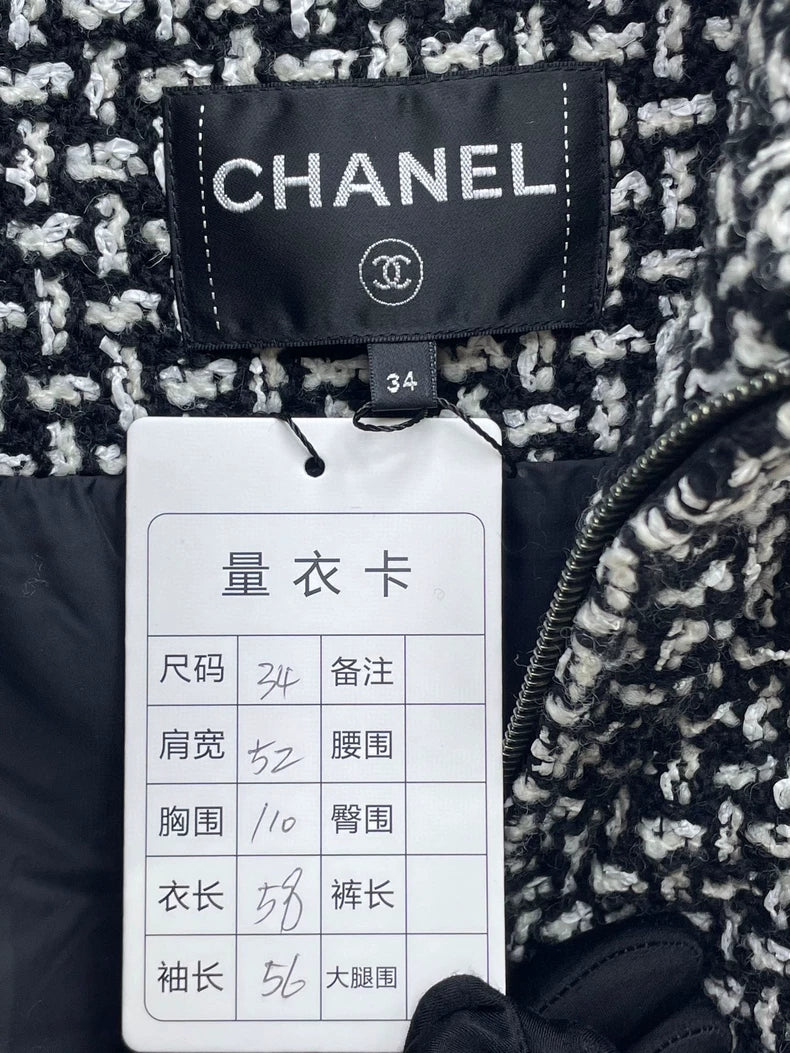 CHANEL
34
量衣卡
尺码 34 备注
肩宽 52 腰围
胸围 110 臀围
衣长 58 裤长
袖长 56 大腿围